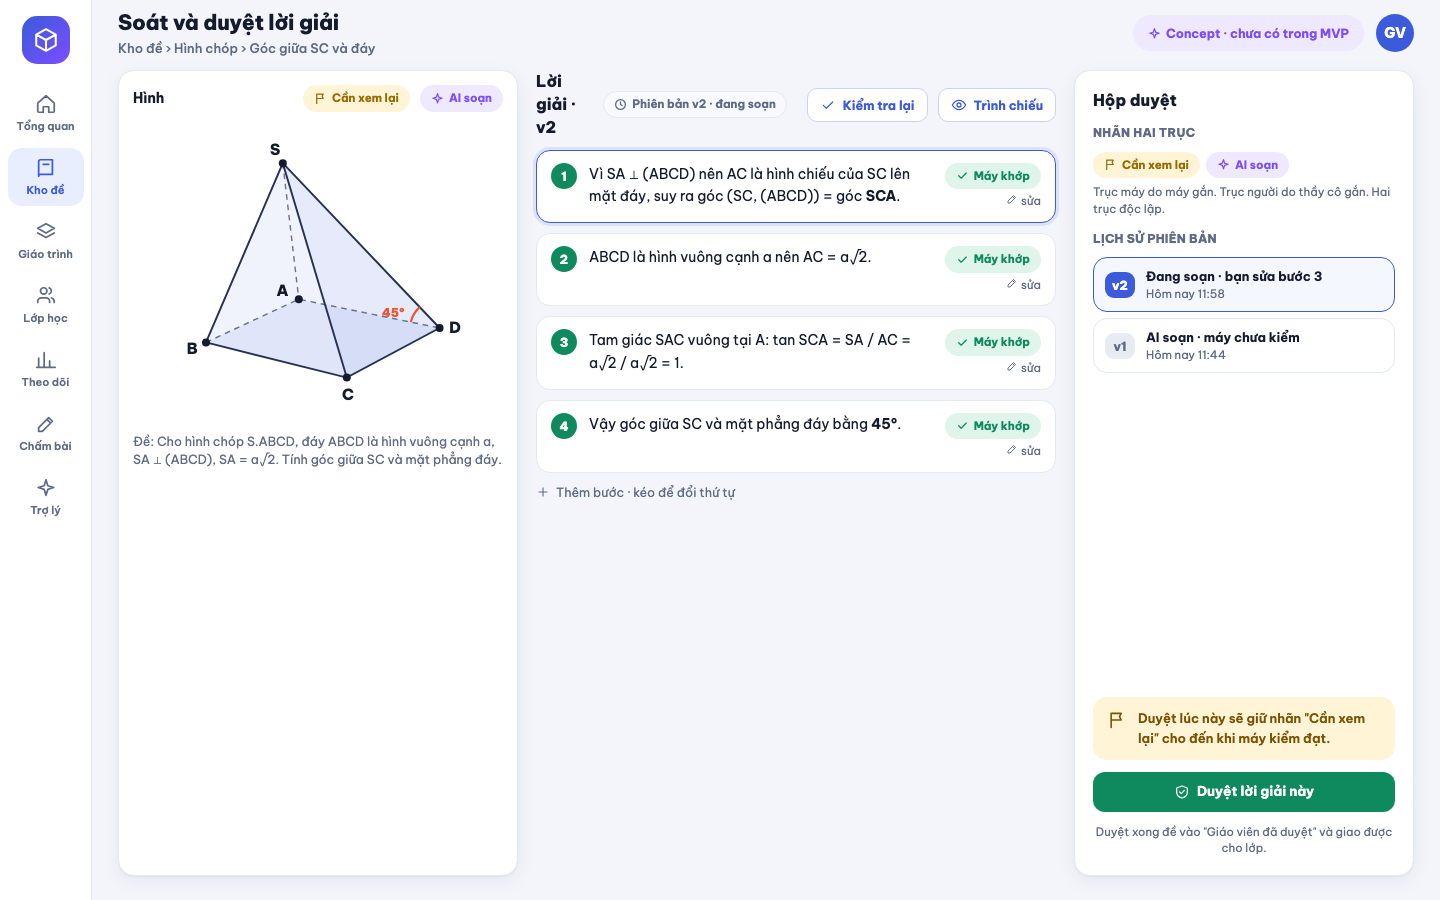 Soát và duyệt lời giải
Kho đề › Hình chóp › Góc giữa SC và đáy
Concept · chưa có trong MVP
GV
Tổng quan
Kho đề
Giáo trình
Lớp học
Theo dõi
Chấm bài
Trợ lý
Hình
Cần xem lại
AI soạn
S
A
45°
D
B
C
Đề: Cho hình chóp S.ABCD, đáy ABCD là hình vuông cạnh a,
SA ⊥ (ABCD), SA = a√2. Tính góc giữa SC và mặt phẳng đáy.
Lời
giải ·
v2
Phiên bản v2 · đang soạn
Kiểm tra lại
Trình chiếu
1
Vì SA ⊥ (ABCD) nên AC là hình chiếu của SC lên
mặt đáy, suy ra góc (SC, (ABCD)) = góc SCA.
Máy khớp
sửa
2
ABCD là hình vuông cạnh a nên AC = a√2.
Máy khớp
sửa
3
Tam giác SAC vuông tại A: tan SCA = SA / AC =
a√2 / a√2 = 1.
Máy khớp
sửa
4
Vậy góc giữa SC và mặt phẳng đáy bằng 45°.
Máy khớp
sửa
Thêm bước · kéo để đổi thứ tự
Hộp duyệt
NHÃN HAI TRỤC
Cần xem lại
AI soạn
Trục máy do máy gắn. Trục người do thầy cô gắn. Hai
trục độc lập.
LỊCH SỬ PHIÊN BẢN
v2
Đang soạn · bạn sửa bước 3
Hôm nay 11:58
v1
AI soạn · máy chưa kiểm
Hôm nay 11:44
Duyệt lúc này sẽ giữ nhãn "Cần xem
lại" cho đến khi máy kiểm đạt.
Duyệt lời giải này
Duyệt xong đề vào "Giáo viên đã duyệt" và giao được
cho lớp.